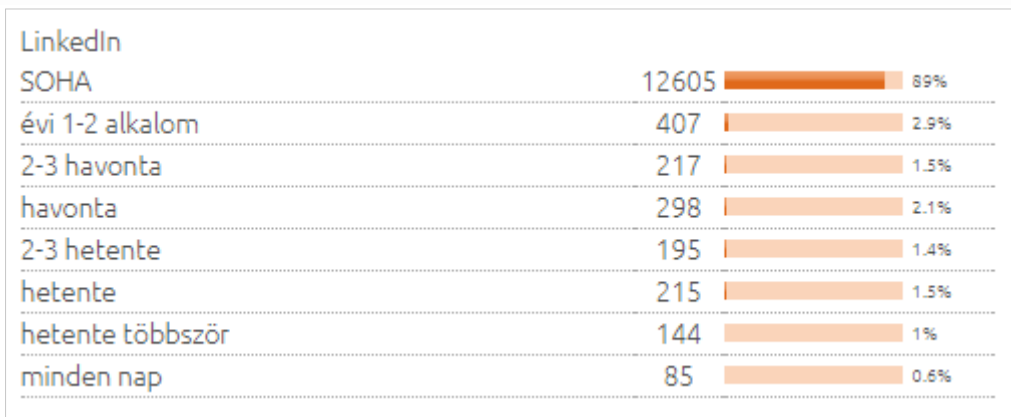 LinkedIn
SOHA 12605 89%
évi 1-2 alkalom 407 2.9%
2-3 havonta 217 1.5%
havonta 298 2.1%
2-3 hetente 195 1.4%
hetente 215 1.5%
hetente többször 144 1%
minden nap 85 0.6%